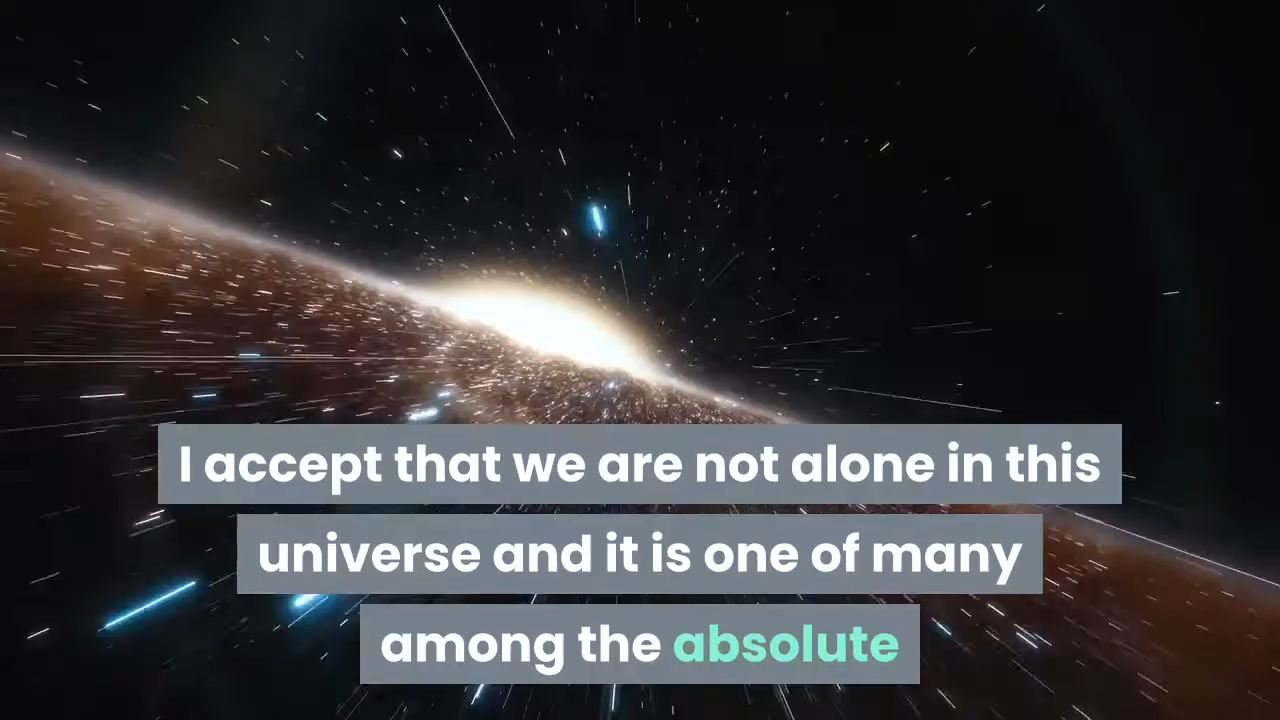 I accept that we are not alone in this
universe and it is one of many
among the absolute